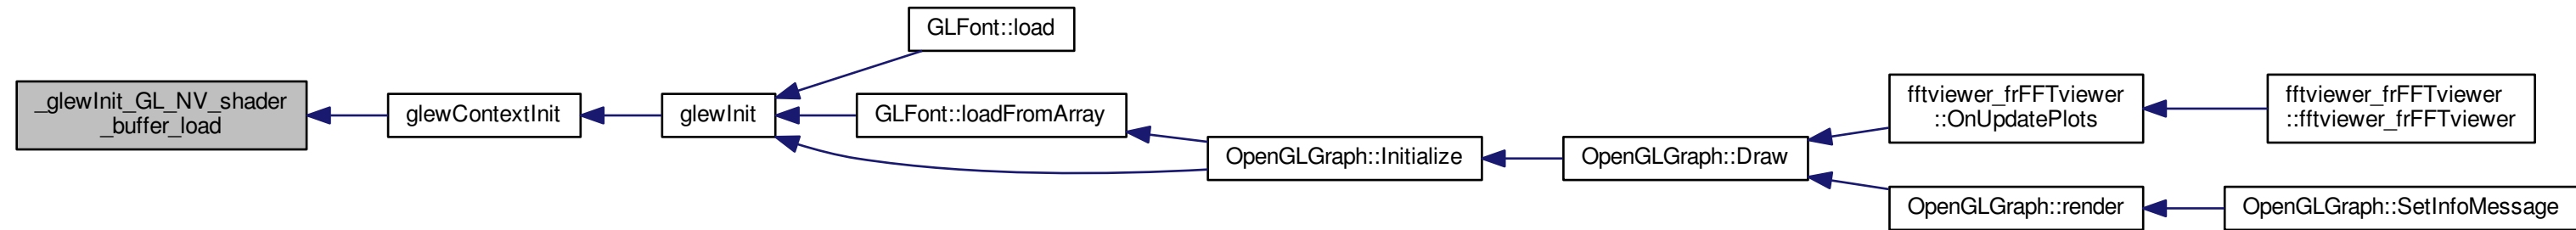 _glewInit_GL_NV_shader
_buffer_load
glewContextInit
glewInit
GLFont::load
GLFont::loadFromArray
OpenGLGraph::Initialize
OpenGLGraph::Draw
fftviewer_frFFTviewer
::OnUpdatePlots
fftviewer_frFFTviewer
::fftviewer_frFFTviewer
OpenGLGraph::render
OpenGLGraph::SetInfoMessage